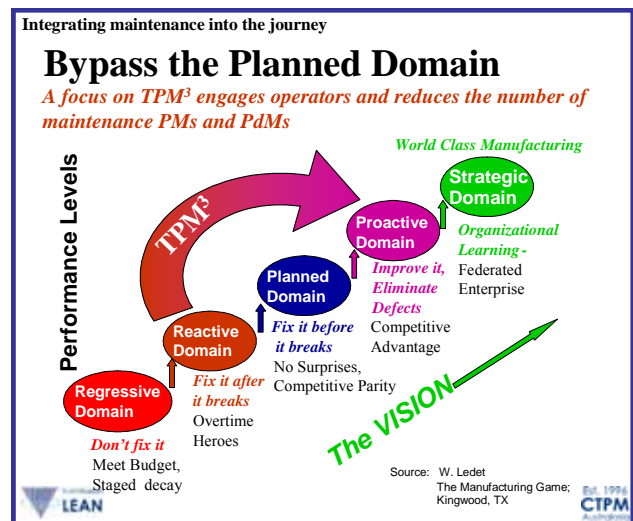 Integrating maintenance into the journey
Bypass the Planned Domain
A focus on TPM³ engages operators and reduces the number of
maintenance PMs and PdMs
Performance Levels
TPM³
World Class Manufacturing
Strategic
Domain
Organizational
Learning -
Federated
Enterprise
Proactive
Domain
Improve it,
Eliminate
Defects
Competitive
Advantage
Planned
Domain
Fix it before
it breaks
No Surprises,
Competitive Parity
Reactive
Domain
Fix it after
it breaks
Overtime
Heroes
Regressive
Domain
Don't fix it
Meet Budget,
Staged decay
The VISION
Source: W. Ledet
The Manufacturing Game;
Kingwood, TX
LEAN
Est. 1996
CTPM
Australasia